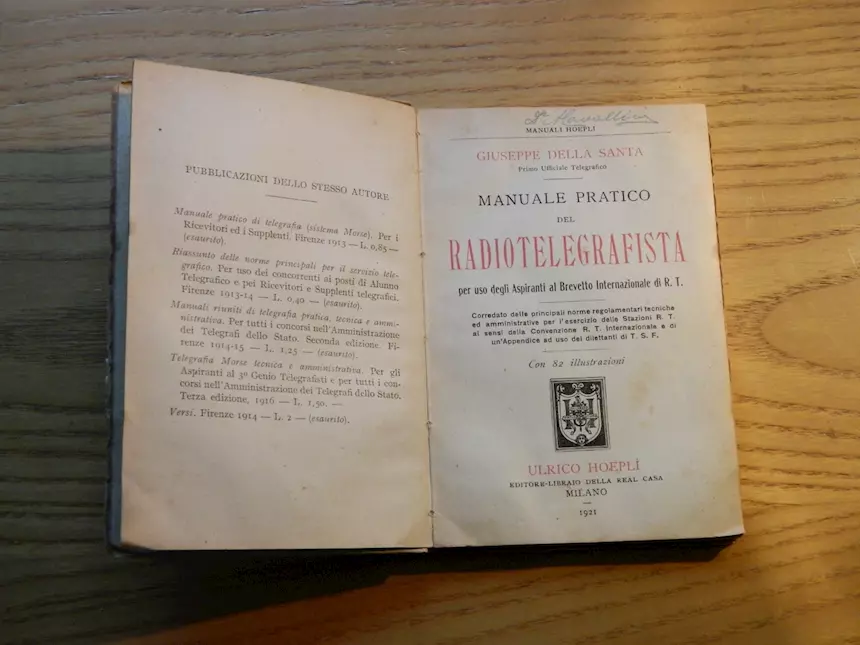 PUBBLICAZIONI DELLO STESSO AUTORE
Manuale pratico di telegrafia (sistema Morse). Per i
Ricevitori ed i Supplenti. Firenze 1913 — L. 0,85 —
(esaurito).
Riassunto delle norme principali per il servizio tele-
grafico. Per uso dei concorrenti ai posti di Alunno
Telegrafico e pei Ricevitori e Supplenti telegrafici.
Firenze 1913-14 — L. 0,40 — (esaurito).
Manuali riuniti di telegrafia pratica, tecnica e ammi-
nistrativa. Per tutti i concorsi nell'Amministrazione
dei Telegrafi dello Stato. Seconda edizione. Fi-
renze 1914-15 — L. 1,25 — (esaurito).
Telegrafia Morse tecnica e amministrativa. Per gli
Aspiranti al 3º Genio Telegrafisti e per tutti i con-
corsi nell'Amministrazione dei Telegrafi dello Stato.
Terza edizione, 1916 — L. 1,50. —
Versi. Firenze 1914 — L. 2 — (esaurito).
MANUALI HOEPLI
GIUSEPPE DELLA SANTA
Primo Ufficiale Telegrafico
MANUALE PRATICO
DEL
RADIOTELEGRAFISTA
per uso degli Aspiranti al Brevetto Internazionale di R. T.
Corredato delle principali norme regolamentari tecniche
ed amministrative per l'esercizio delle Stazioni R. T.
ai sensi della Convenzione R. T. Internazionale e di
un'Appendice ad uso dei dilettanti di T. S. F.
Con 82 illustrazioni
ULRICO HOEPLI
EDITORE-LIBRAIO DELLA REAL CASA
MILANO
1921